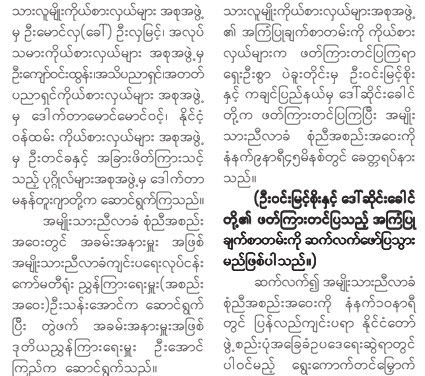 သားလူမျိုးကိုယ်စားလှယ်များ အစုအဖွဲ့
မှ ဦးမောင်လှ(ခေါ်) ဦးလှမြင့်၊ အလုပ်
သမားကိုယ်စားလှယ်များ အစုအဖွဲ့မှ
ဦးကျော်ဝင်းထွန်း၊အသိပညာရှင်၊အတတ်
ပညာရှင်ကိုယ်စားလှယ်များ အစုအဖွဲ့
မှ ဒေါက်တာမောင်မောင်ဝင့်၊ နိုင်ငံ့
ဝန်ထမ်း ကိုယ်စားလှယ်များ အစုအဖွဲ့
မှ ဦးတင်ခနှင့် အခြားဖိတ်ကြားသင့်
သည့် ပုဂ္ဂိုလ်များအစုအဖွဲ့မှ ဒေါက်တာ
မနန်တူးဂျာတို့က ဆောင်ရွက်ကြသည်။
အမျိုးသားညီလာခံ စုံညီအစည်း
အဝေးတွင် အခမ်းအနားမှူး အဖြစ်
အမျိုးသားညီလာခံကျင်းပရေးလုပ်ငန်း
ကော်မတီရုံး ညွှန်ကြားရေးမှူး(အစည်း
အဝေး)ဦးသန်းအောင်က ဆောင်ရွက်
ပြီး တွဲဖက် အခမ်းအနားမှူးအဖြစ်
ဒုတိယညွှန်ကြားရေးမှူး ဦးအောင်
ကြည်က ဆောင်ရွက်သည်။
သားလူမျိုးကိုယ်စားလှယ်များအစုအဖွဲ့
၏ အကြံပြုချက်စာတမ်းကို ကိုယ်စား
လှယ်များက ဖတ်ကြားတင်ပြကြရာ
ရှေးဦးစွာ ပဲခူးတိုင်းမှ ဦးဝင်းမြင့်စိုး
နှင့် ကချင်ပြည်နယ်မှ ဒေါ်ဆိုင်းခေါင်
တို့က ဖတ်ကြားတင်ပြကြပြီး အမျိုး
သားညီလာခံ စုံညီအစည်းအဝေးကို
နံနက်၉နာရီ၄၅မိနစ်တွင် ခေတ္တရပ်နား
သည်။
(ဦးဝင်းမြင့်စိုးနှင့် ဒေါ်ဆိုင်းခေါင်
တို့၏ ဖတ်ကြားတင်ပြသည့် အကြံပြု
ချက်စာတမ်းကို ဆက်လက်ဖော်ပြသွား
မည်ဖြစ်ပါသည်။)
ဆက်လက်၍ အမျိုးသားညီလာခံ
စုံညီအစည်းအဝေးကို နံနက်၁၀နာရီ
တွင် ပြန်လည်ကျင်းပရာ နိုင်ငံတော်
ဖွဲ့စည်းပုံအခြေခံဥပဒေရေးဆွဲရာတွင်
ပါဝင်မည့် ရွေးကောက်တင်မြှောက်